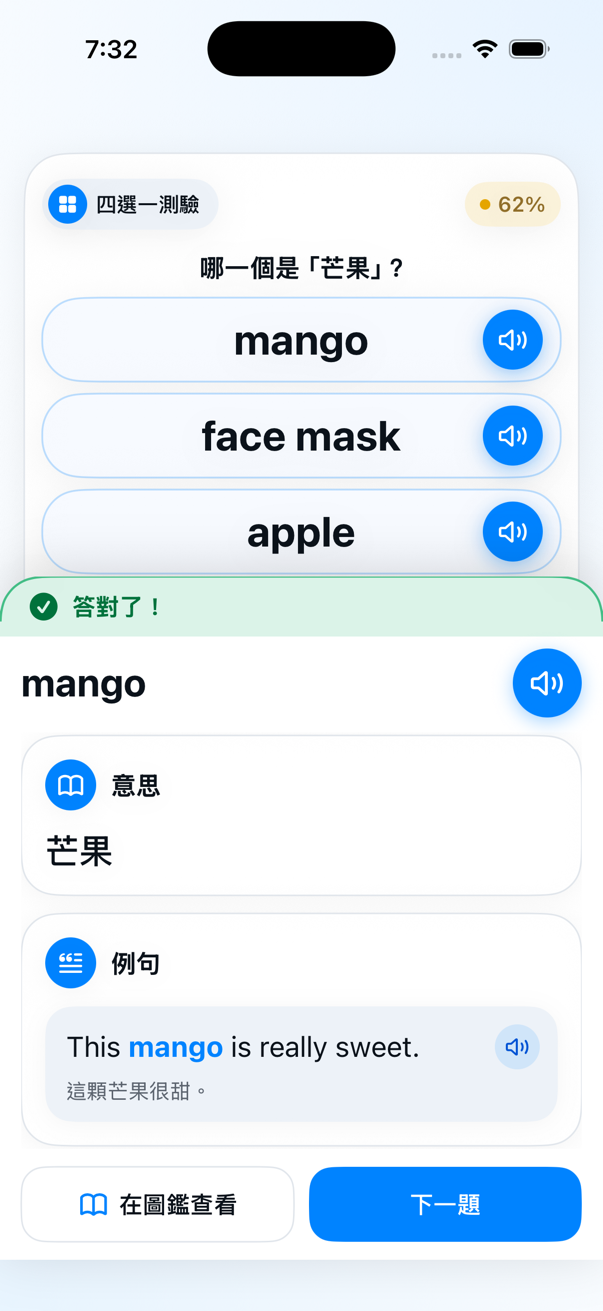 7:32
四選一測驗
62%
哪一個是「芒果」?
mango
face mask
apple
答對了！
mango
意思
芒果
例句
This mango is really sweet.
這顆芒果很甜。
在圖鑑查看
下一題